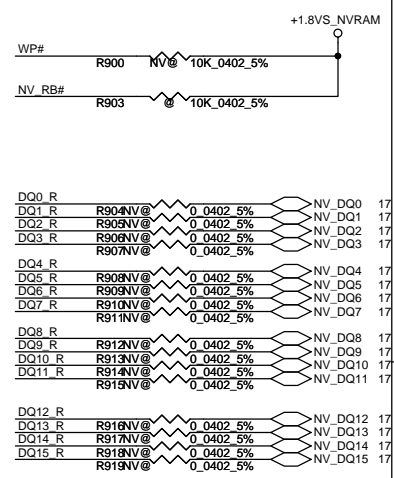 +1.8VS_NVRAM
WP#
R900 NV@ 10K_0402_5%
NV_RB#
R903 @ 10K_0402_5%
DQ0_R NV_DQ0 17
DQ1_R R904NV@ 0_0402_5% NV_DQ1 17
DQ2_R R905NV@ 0_0402_5% NV_DQ2 17
DQ3_R R906NV@ 0_0402_5% NV_DQ3 17
R907NV@ 0_0402_5%
DQ4_R NV_DQ4 17
DQ5_R R908NV@ 0_0402_5% NV_DQ5 17
DQ6_R R909NV@ 0_0402_5% NV_DQ6 17
DQ7_R R910NV@ 0_0402_5% NV_DQ7 17
R911NV@ 0_0402_5%
DQ8_R NV_DQ8 17
DQ9_R R912NV@ 0_0402_5% NV_DQ9 17
DQ10_R R913NV@ 0_0402_5% NV_DQ10 17
DQ11_R R914NV@ 0_0402_5% NV_DQ11 17
R915NV@ 0_0402_5%
DQ12_R NV_DQ12 17
DQ13_R R916NV@ 0_0402_5% NV_DQ13 17
DQ14_R R917NV@ 0_0402_5% NV_DQ14 17
DQ15_R R918NV@ 0_0402_5% NV_DQ15 17
R919NV@ 0_0402_5%